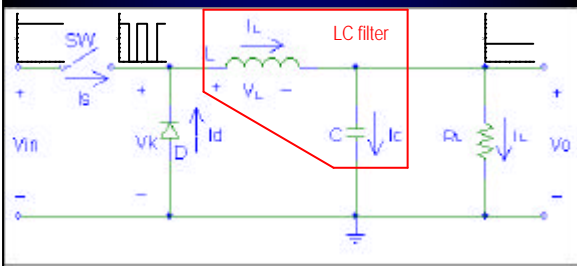 SW
IL
LC filter
L
Is
+ + + VL - +
Vin VK D Id C Ic RL IL Vo
- - -